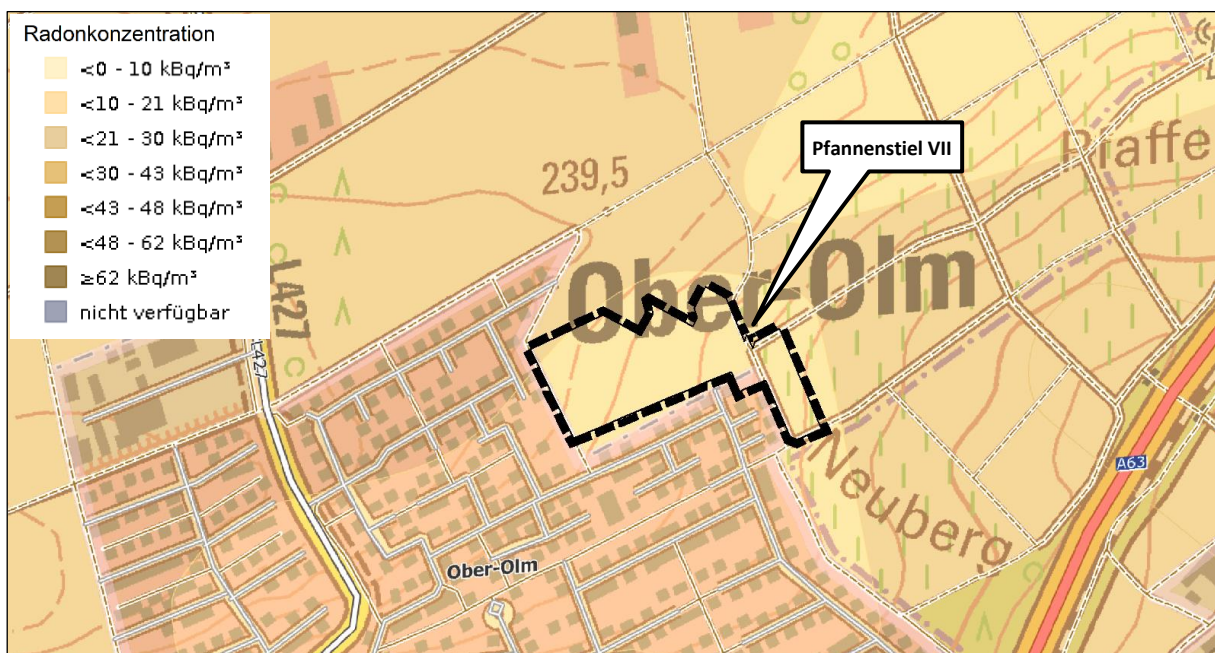 Radonkonzentration
<0 - 10 kBq/m³
<10 - 21 kBq/m³
<21 - 30 kBq/m³
<30 - 43 kBq/m³
<43 - 48 kBq/m³
<48 - 62 kBq/m³
≥62 kBq/m³
nicht verfügbar
Pfannenstiel VII
239,5
Pfaffe
Ober-Olm
L427
L427
Neuberg
A63
Ober-Olm